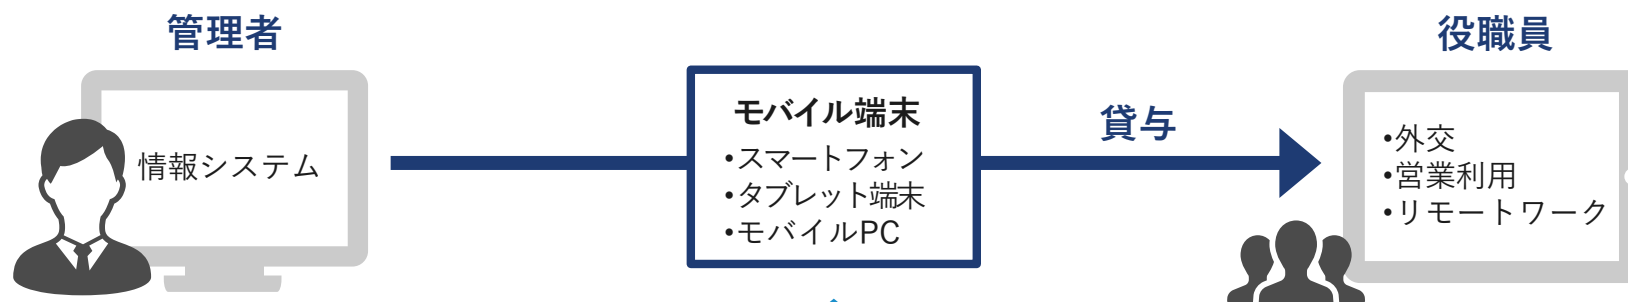 管理者
情報システム
モバイル端末
•スマートフォン
•タブレット端末
•モバイルPC
貸与
役職員
•外交
•営業利用
•リモートワーク